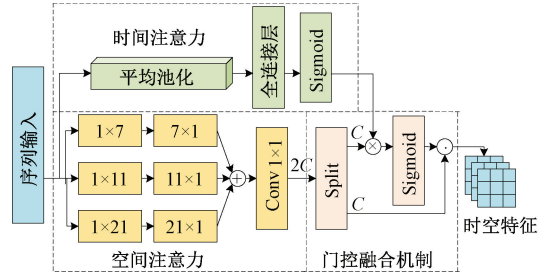 时间注意力
序列输入
平均池化
全连接层
Sigmoid
1×7
7×1
1×11
11×1
1×21
21×1
Conv 1×1
2C
Split
C
C
Sigmoid
时空特征
空间注意力
门控融合机制